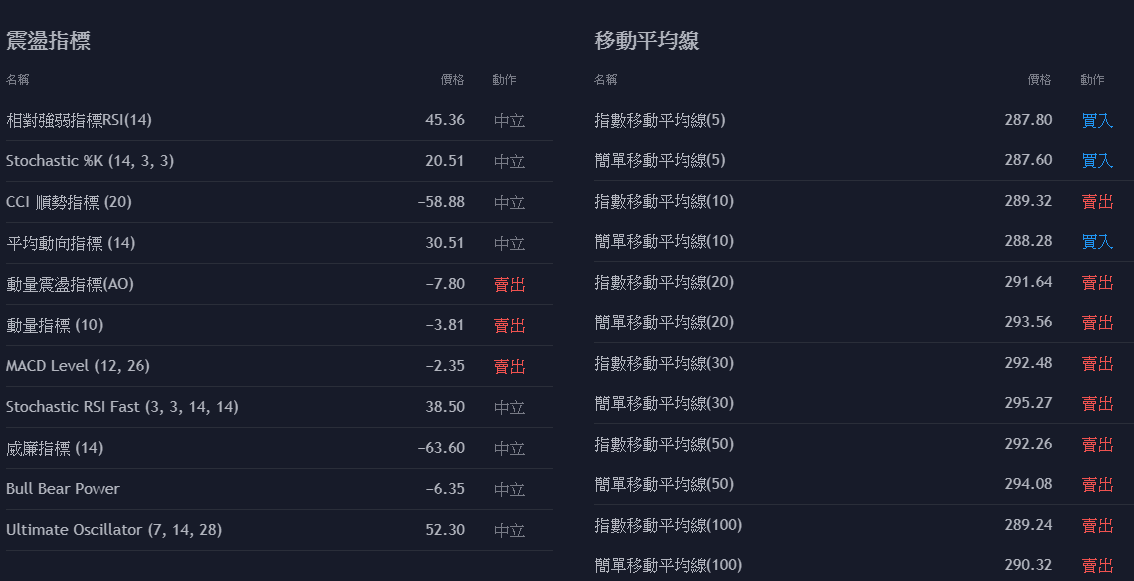 震盪指標
名稱 價格 動作
相對強弱指標RSI(14) 45.36 中立
Stochastic %K (14, 3, 3) 20.51 中立
CCI 順勢指標 (20) −58.88 中立
平均動向指標 (14) 30.51 中立
動量震盪指標(AO) −7.80 賣出
動量指標 (10) −3.81 賣出
MACD Level (12, 26) −2.35 賣出
Stochastic RSI Fast (3, 3, 14, 14) 38.50 中立
威廉指標 (14) −63.60 中立
Bull Bear Power −6.35 中立
Ultimate Oscillator (7, 14, 28) 52.30 中立
移動平均線
名稱 價格 動作
指數移動平均線(5) 287.80 買入
簡單移動平均線(5) 287.60 買入
指數移動平均線(10) 289.32 賣出
簡單移動平均線(10) 288.28 買入
指數移動平均線(20) 291.64 賣出
簡單移動平均線(20) 293.56 賣出
指數移動平均線(30) 292.48 賣出
簡單移動平均線(30) 295.27 賣出
指數移動平均線(50) 292.26 賣出
簡單移動平均線(50) 294.08 賣出
指數移動平均線(100) 289.24 賣出
簡單移動平均線(100) 290.32 賣出